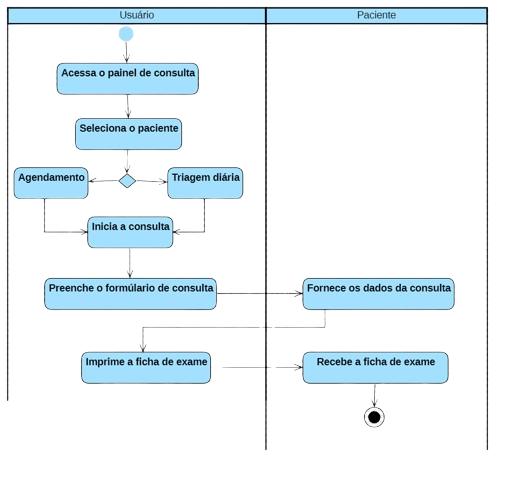 Usuário
Paciente
Acessa o painel de consulta
Seleciona o paciente
Agendamento
Triagem diária
Inicia a consulta
Preenche o formúlario de consulta
Fornece os dados da consulta
Imprime a ficha de exame
Recebe a ficha de exame